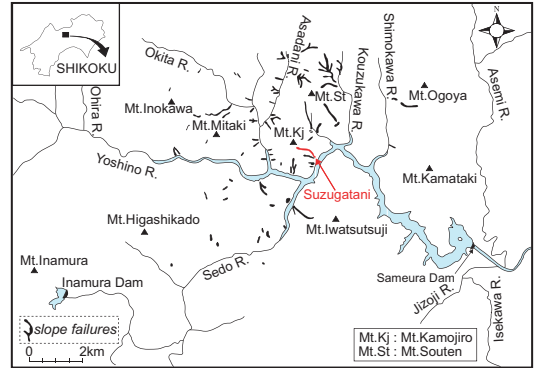 SHIKOKU
N
Okita R.
Asadani R.
Kouzukawa R.
Shimokawa R.
Asemi R.
Ohira R.
Mt.Inokawa
Mt.Mitaki
Mt.St
Mt.Ogoya
Mt.Kj
Yoshino R.
Suzugatani
Mt.Kamataki
Mt.Higashikado
Mt.Iwatsutsuji
Mt.Inamura
Inamura Dam
Sedo R.
Sameura Dam
Jizoji R.
Isekawa R.
slope failures
0 2km
Mt.Kj : Mt.Kamojiro
Mt.St : Mt.Souten